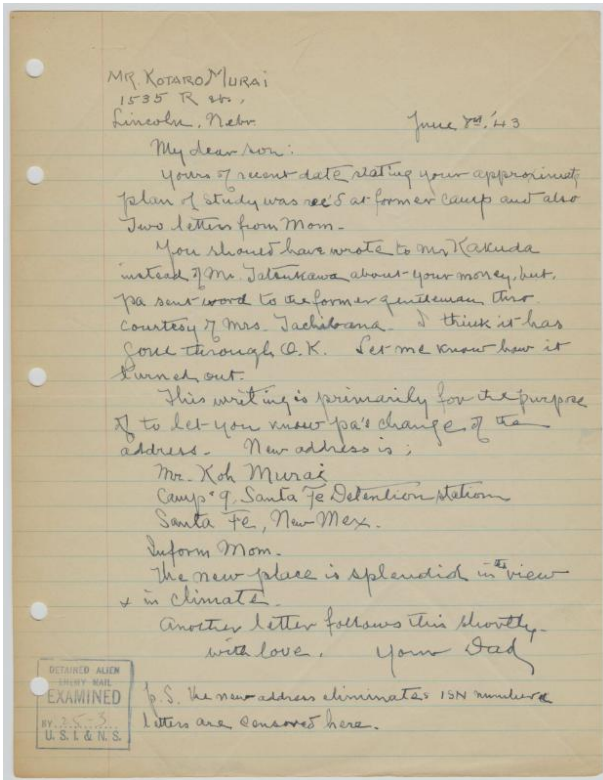 MR. KOTARO MURAI
1535 R St.,
Lincoln, Nebr.
June 3rd, '43
My dear son:
Yours of recent date stating your approximate
plan of study was rec'd at former camp and also
Two letters from Mom.
You should have wrote to Mr. Kakuda
instead of Mr. Tatsukawa about your money, but,
pa sent word to the former gentleman thro
courtesy of Mrs. Tachibana. I think it has
gone through O.K. Let me know how it
turned out.
This writing is primarily for the purpose
of to let you know pa's change of the
address. New address is;
Mr. Koh Murai
Camp 9, Santa Fe Detention station
Santa Fe, New Mex.
Inform Mom.
The new place is splendid in the view
& in climate.
Another letter follows this shortly.
with love. Your Dad
P.S. The new address eliminates ISN number &
letters are censored here.
DETAINED ALIEN
ENEMY MAIL
EXAMINED
BY 25-3
U.S.I. & N.S.